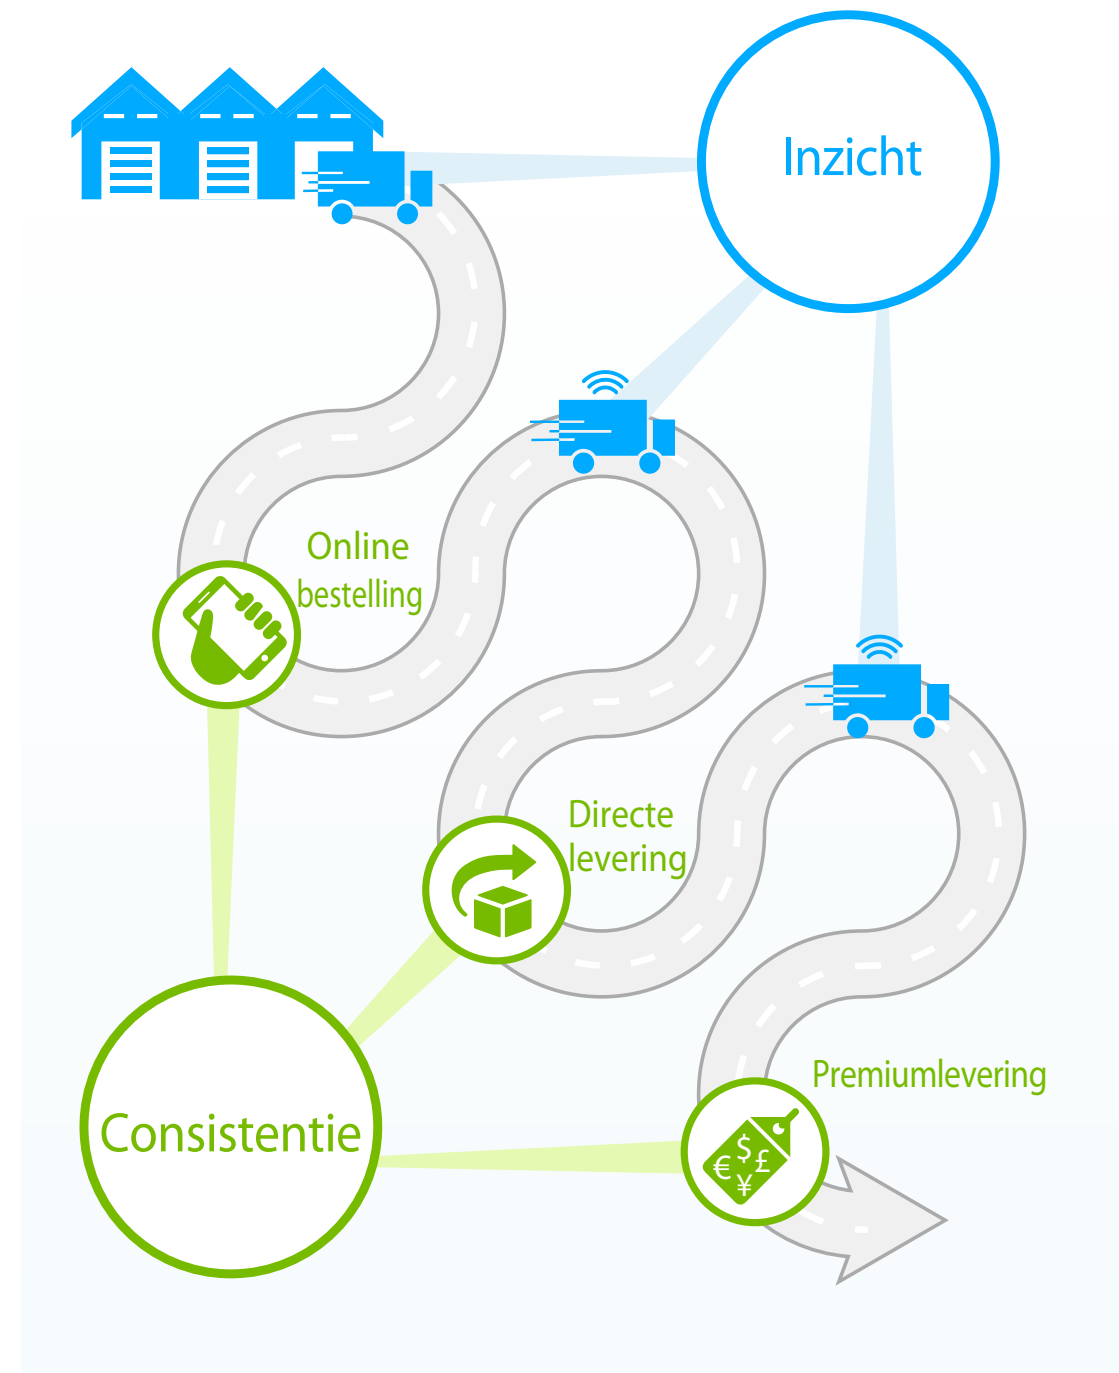 Inzicht
Online
bestelling
Directe
levering
Premiumlevering
Consistentie
€ $ £
¥